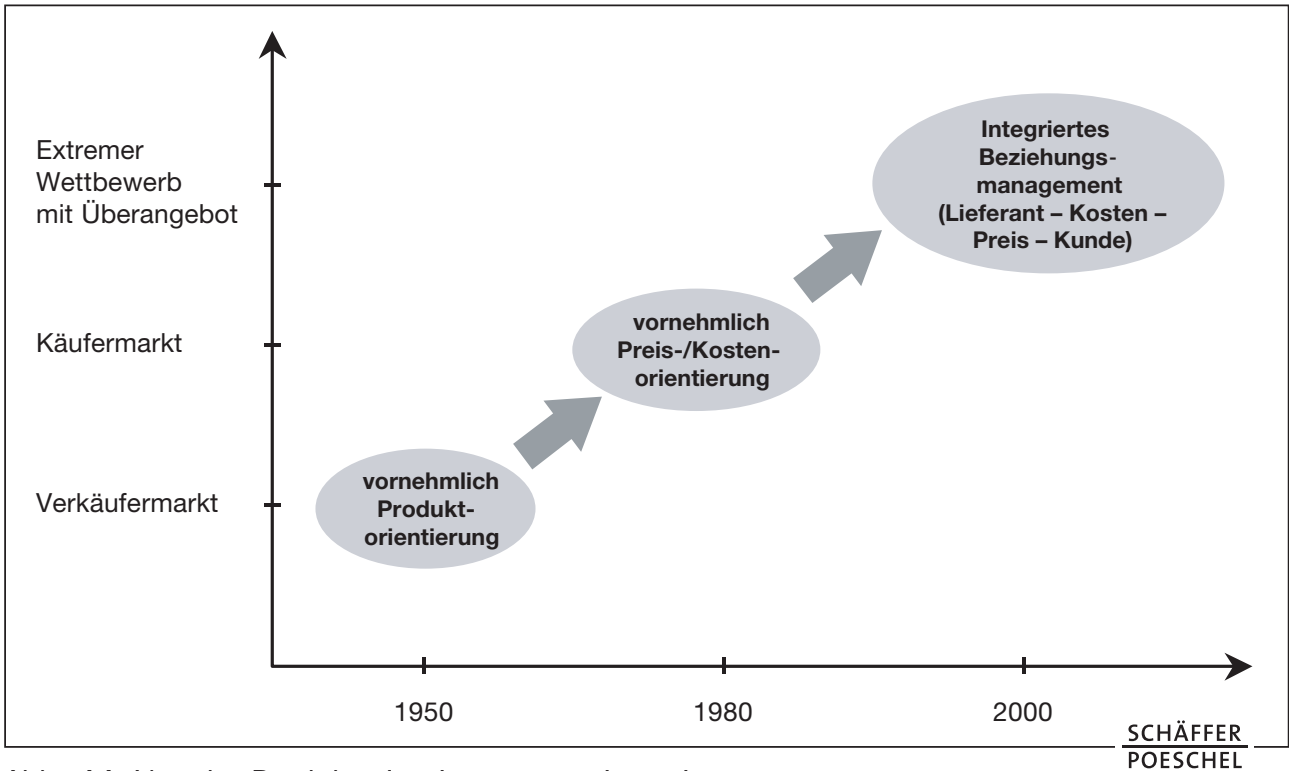 Extremer
Wettbewerb
mit Überangebot
Käufermarkt
Verkäufermarkt
Integriertes
Beziehungs-
management
(Lieferant – Kosten –
Preis – Kunde)
vornehmlich
Preis-/Kosten-
orientierung
vornehmlich
Produkt-
orientierung
1950
1980
2000
SCHÄFFER
POESCHEL